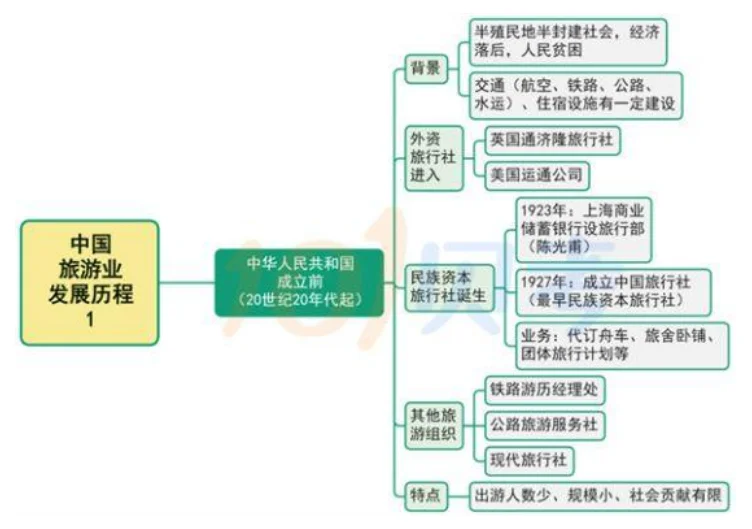 中国
旅游业
发展历程
1
中华人民共和国
成立前
（20世纪20年代起）
背景
半殖民地半封建社会，经济
落后，人民贫困
交通（航空、铁路、公路、
水运）、住宿设施有一定建设
外资
旅行社
进入
英国通济隆旅行社
美国运通公司
民族资本
旅行社诞生
1923年：上海商业
储蓄银行设旅行部
（陈光甫）
1927年：成立中国旅行社
（最早民族资本旅行社）
业务：代订舟车、旅舍卧铺、
团体旅行计划等
其他旅
游组织
铁路游历经理处
公路旅游服务社
现代旅行社
特点
出游人数少、规模小、社会贡献有限